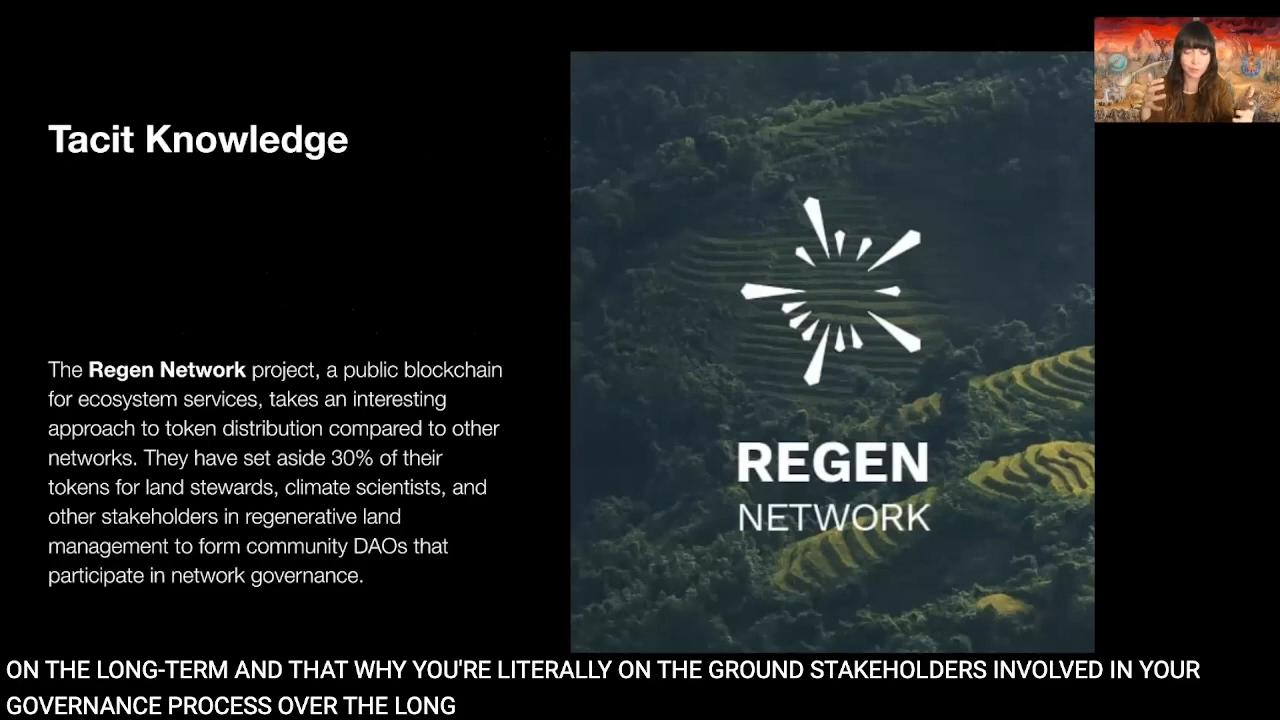 Tacit Knowledge
The Regen Network project, a public blockchain
for ecosystem services, takes an interesting
approach to token distribution compared to other
networks. They have set aside 30% of their
tokens for land stewards, climate scientists, and
other stakeholders in regenerative land
management to form community DAOs that
participate in network governance.
REGEN
NETWORK
ON THE LONG-TERM AND THAT WHY YOU'RE LITERALLY ON THE GROUND STAKEHOLDERS INVOLVED IN YOUR
GOVERNANCE PROCESS OVER THE LONG